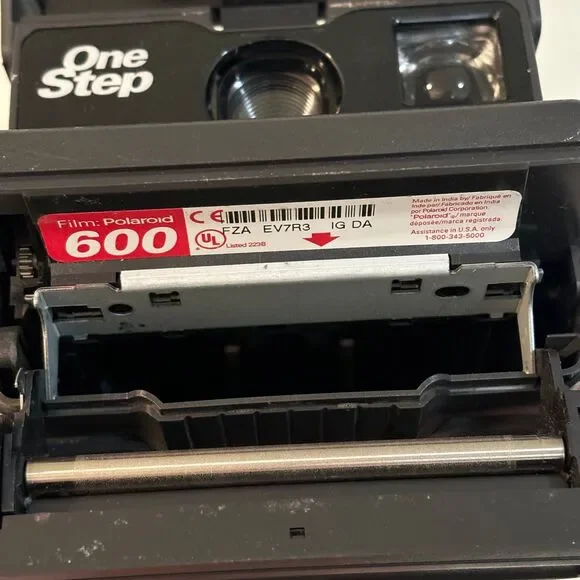 One
Step
Film: Polaroid
600
CE
FZA EV7R3 IG DA
UL
Listed 223B
Made in India by/Fabriqué en
Inde par/Fabricado en India
por Polaroid Corporation.
"Polaroid"®/marque
déposée/marca registrada.
Assistance in U.S.A. only
1-800-343-5000